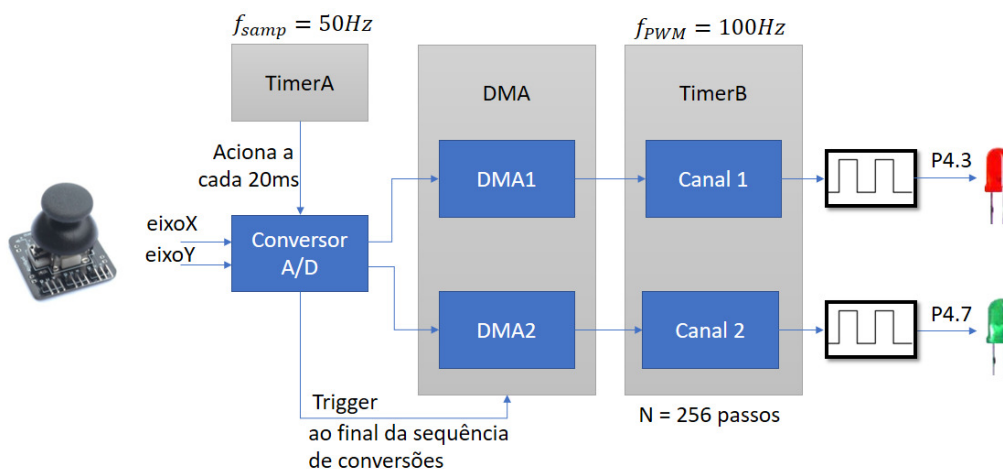 f_samp = 50Hz
f_PWM = 100Hz
TimerA
DMA
TimerB
Aciona a
cada 20ms
DMA1
Canal 1
P4.3
eixoX
eixoY
Conversor
A/D
DMA2
Canal 2
P4.7
Trigger
ao final da sequência
de conversões
N = 256 passos